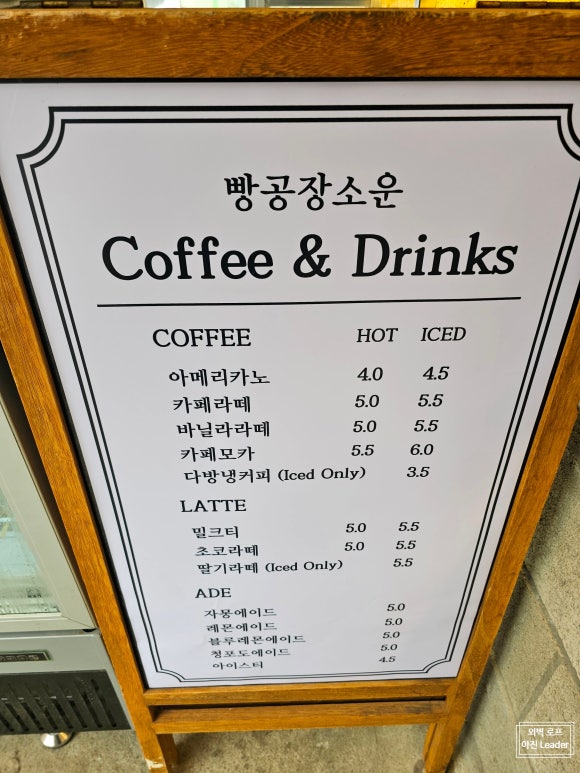 빵공장소운
Coffee & Drinks
COFFEE HOT ICED
아메리카노 4.0 4.5
카페라떼 5.0 5.5
바닐라라떼 5.0 5.5
카페모카 5.5 6.0
다방냉커피 (Iced Only) 3.5
LATTE
밀크티 5.0 5.5
초코라떼 5.0 5.5
딸기라떼 (Iced Only) 5.5
ADE
자몽에이드 5.0
레몬에이드 5.0
블루레몬에이드 5.0
청포도에이드 5.0
아이스티 4.5
외벽 로프
아진 Leader